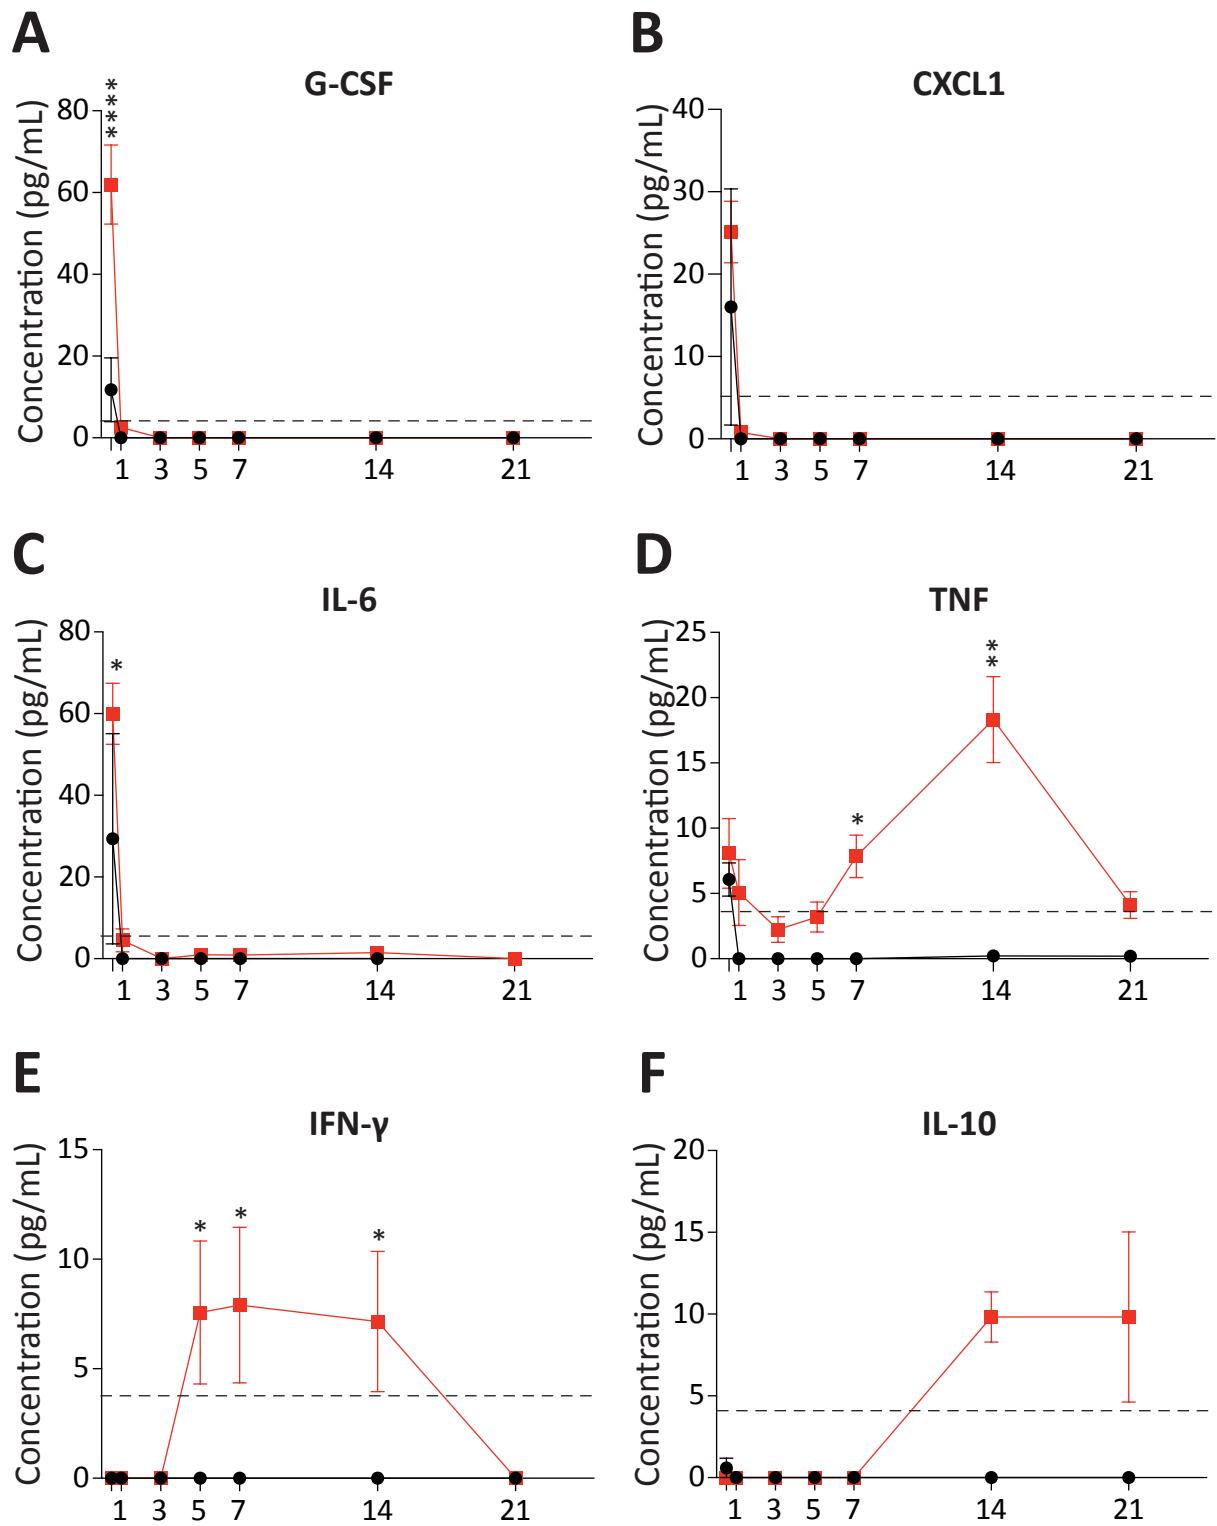 A
G-CSF
Concentration (pg/mL)
80
60
40
20
0
****
1 3 5 7 14 21
B
CXCL1
Concentration (pg/mL)
40
30
20
10
0
1 3 5 7 14 21
C
IL-6
Concentration (pg/mL)
80
60
40
20
0
*
1 3 5 7 14 21
D
TNF
Concentration (pg/mL)
25
20
15
10
5
0
*
**
1 3 5 7 14 21
E
IFN-γ
Concentration (pg/mL)
15
10
5
0
*
*
*
1 3 5 7 14 21
F
IL-10
Concentration (pg/mL)
20
15
10
5
0
1 3 5 7 14 21